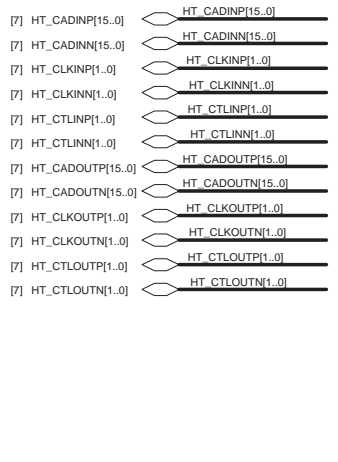 [7] HT_CADINP[15..0] HT_CADINP[15..0]
[7] HT_CADINN[15..0] HT_CADINN[15..0]
[7] HT_CLKINP[1..0] HT_CLKINP[1..0]
[7] HT_CLKINN[1..0] HT_CLKINN[1..0]
[7] HT_CTLINP[1..0] HT_CTLINP[1..0]
[7] HT_CTLINN[1..0] HT_CTLINN[1..0]
[7] HT_CADOUTP[15..0] HT_CADOUTP[15..0]
[7] HT_CADOUTN[15..0] HT_CADOUTN[15..0]
[7] HT_CLKOUTP[1..0] HT_CLKOUTP[1..0]
[7] HT_CLKOUTN[1..0] HT_CLKOUTN[1..0]
[7] HT_CTLOUTP[1..0] HT_CTLOUTP[1..0]
[7] HT_CTLOUTN[1..0] HT_CTLOUTN[1..0]